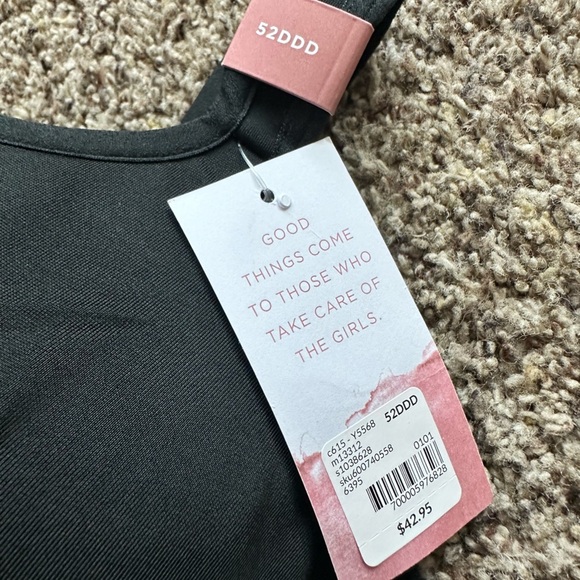 52DDD
GOOD
THINGS COME
TO THOSE WHO
TAKE CARE OF
THE GIRLS.
c615 - Y5568 52DDD
m13312
s1038628
sku600740558
6395 0101
700005976828
$42.95